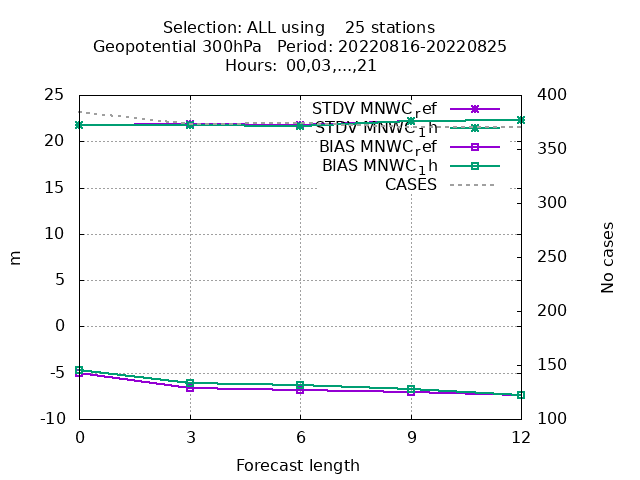 Selection: ALL using    25 stations
Geopotential 300hPa   Period: 20220816-20220825
Hours: 00,03,...,21
25
20
15
10
5
0
-5
-10
m
400
350
300
250
200
150
100
No cases
STDV MNWC_ref
STDV MNWC_1h
BIAS MNWC_ref
BIAS MNWC_1h
CASES
0 3 6 9 12
Forecast length